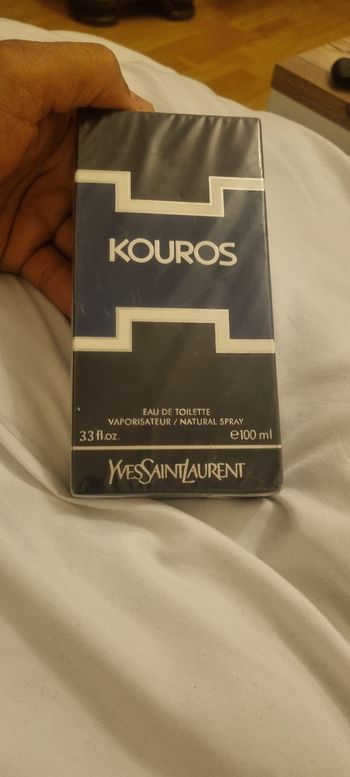 KOUROS
EAU DE TOILETTE
VAPORISATEUR / NATURAL SPRAY
3.3 fl.oz. ℮100 ml
YVESSAINTLAURENT